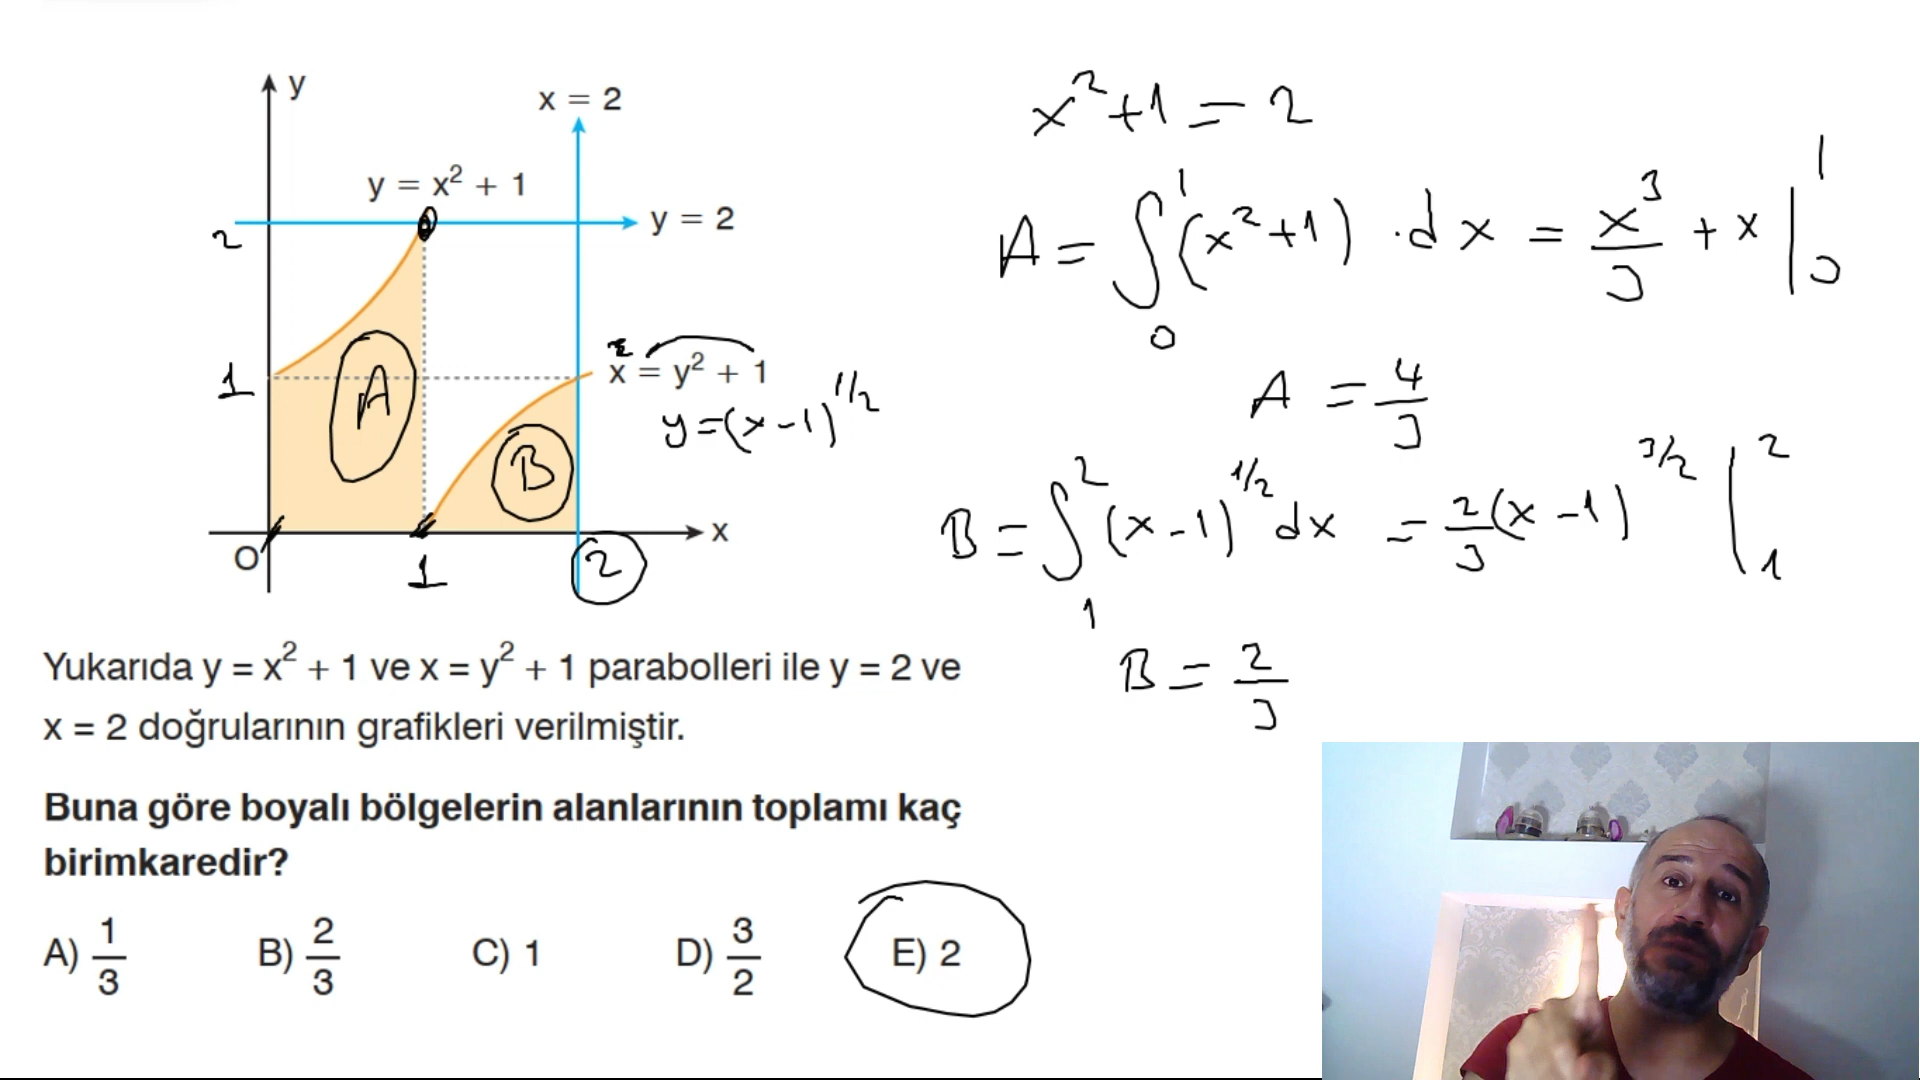 y
x = 2
y = x² + 1
y = 2
2
1
A
x = y² + 1
y = (x - 1)^1/2
B
x
O
1
2
x² + 1 = 2
A = ∫₀¹ (x² + 1) · dx = x³/3 + x |₀¹
A = 4/3
B = ∫₁² (x - 1)^1/2 dx = 2/3 (x - 1)^3/2 |₁²
B = 2/3
Yukarıda y = x² + 1 ve x = y² + 1 parabolleri ile y = 2 ve
x = 2 doğrularının grafikleri verilmiştir.
Buna göre boyalı bölgelerin alanlarının toplamı kaç
birimkaredir?
A) 1/3 B) 2/3 C) 1 D) 3/2 E) 2